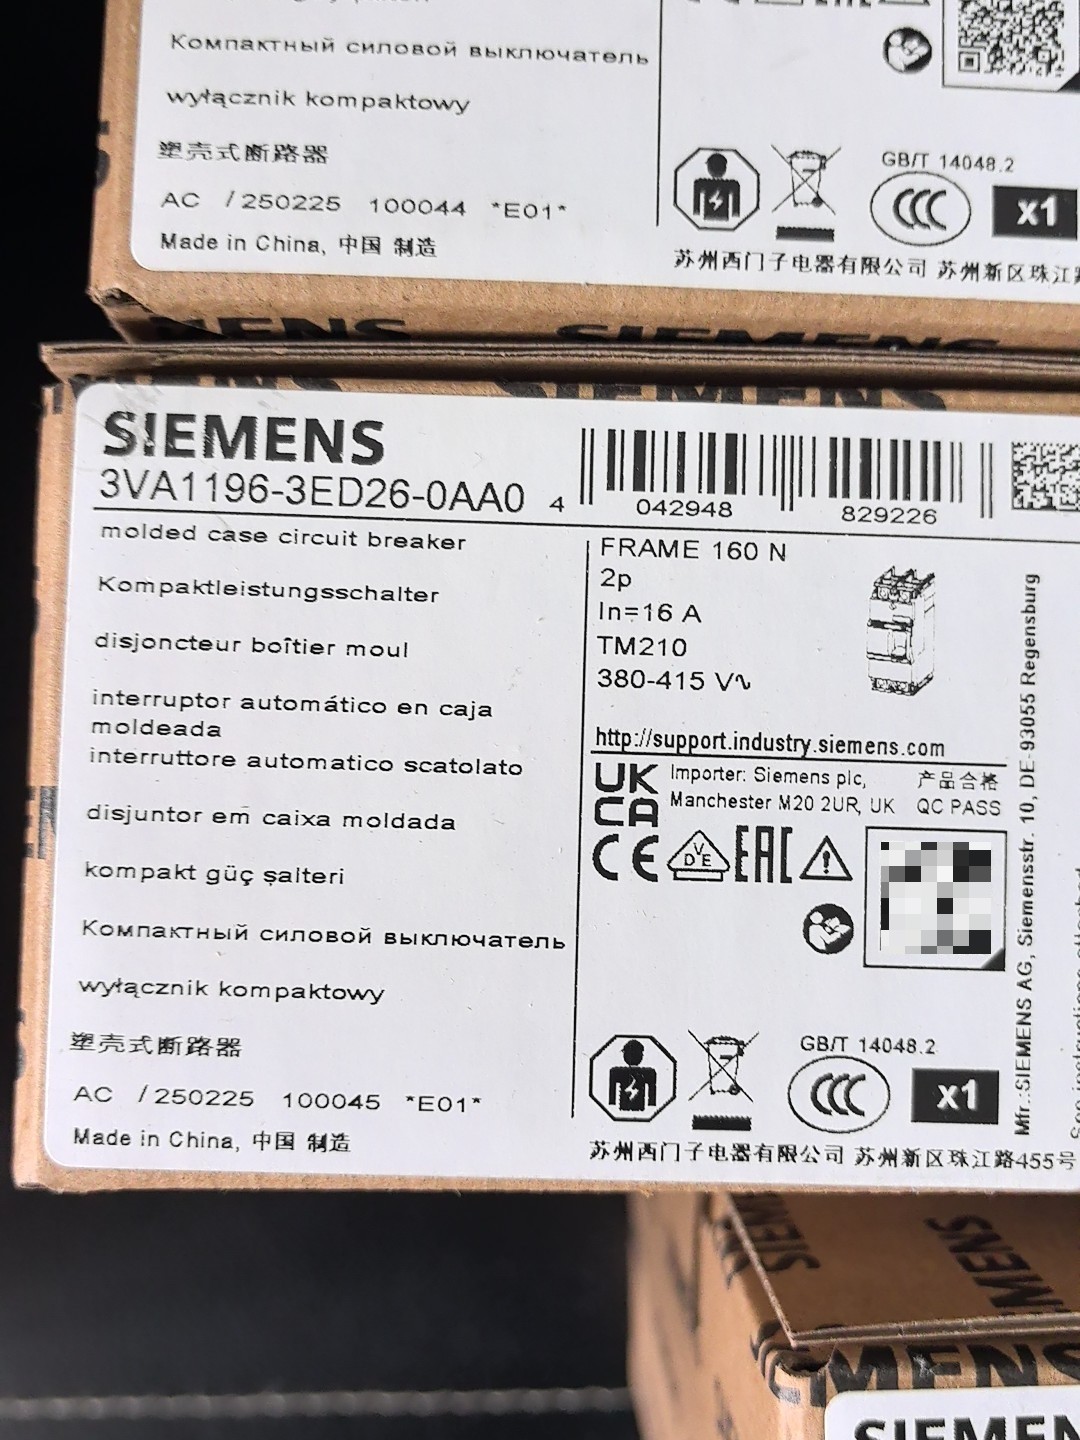 Компактный силовой выключатель
wyłącznik kompaktowy
塑壳式断路器
AC /250225 100044 *E01*
Made in China, 中国 制造
GB/T 14048.2
CCC
x1
苏州西门子电器有限公司 苏州新区珠江
SIEMENS
SIEMENS
SIEMENS
3VA1196-3ED26-0AA0
4 042948 829226
molded case circuit breaker
Kompaktleistungsschalter
disjoncteur boîtier moul
interruptor automático en caja
moldeada
interruttore automatico scatolato
disjuntor em caixa moldada
kompakt güç şalteri
Компактный силовой выключатель
wyłącznik kompaktowy
塑壳式断路器
AC /250225 100045 *E01*
Made in China, 中国 制造
FRAME 160 N
2p
In=16 A
TM210
380-415 V∿
http://support.industry.siemens.com
UK
CA
Importer: Siemens plc,
Manchester M20 2UR, UK
产品合格
QC PASS
CE
DVE
EAC
GB/T 14048.2
CCC
x1
苏州西门子电器有限公司 苏州新区珠江路455号
Mfr.:SIEMENS AG, Siemensstr. 10, DE-93055 Regensburg
SIEMENS
SIEMENS